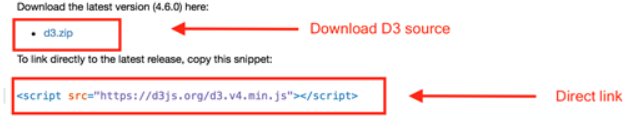 Download the latest version (4.6.0) here:
• d3.zip
Download D3 source
To link directly to the latest release, copy this snippet:
<script src="https://d3js.org/d3.v4.min.js"></script>
Direct link